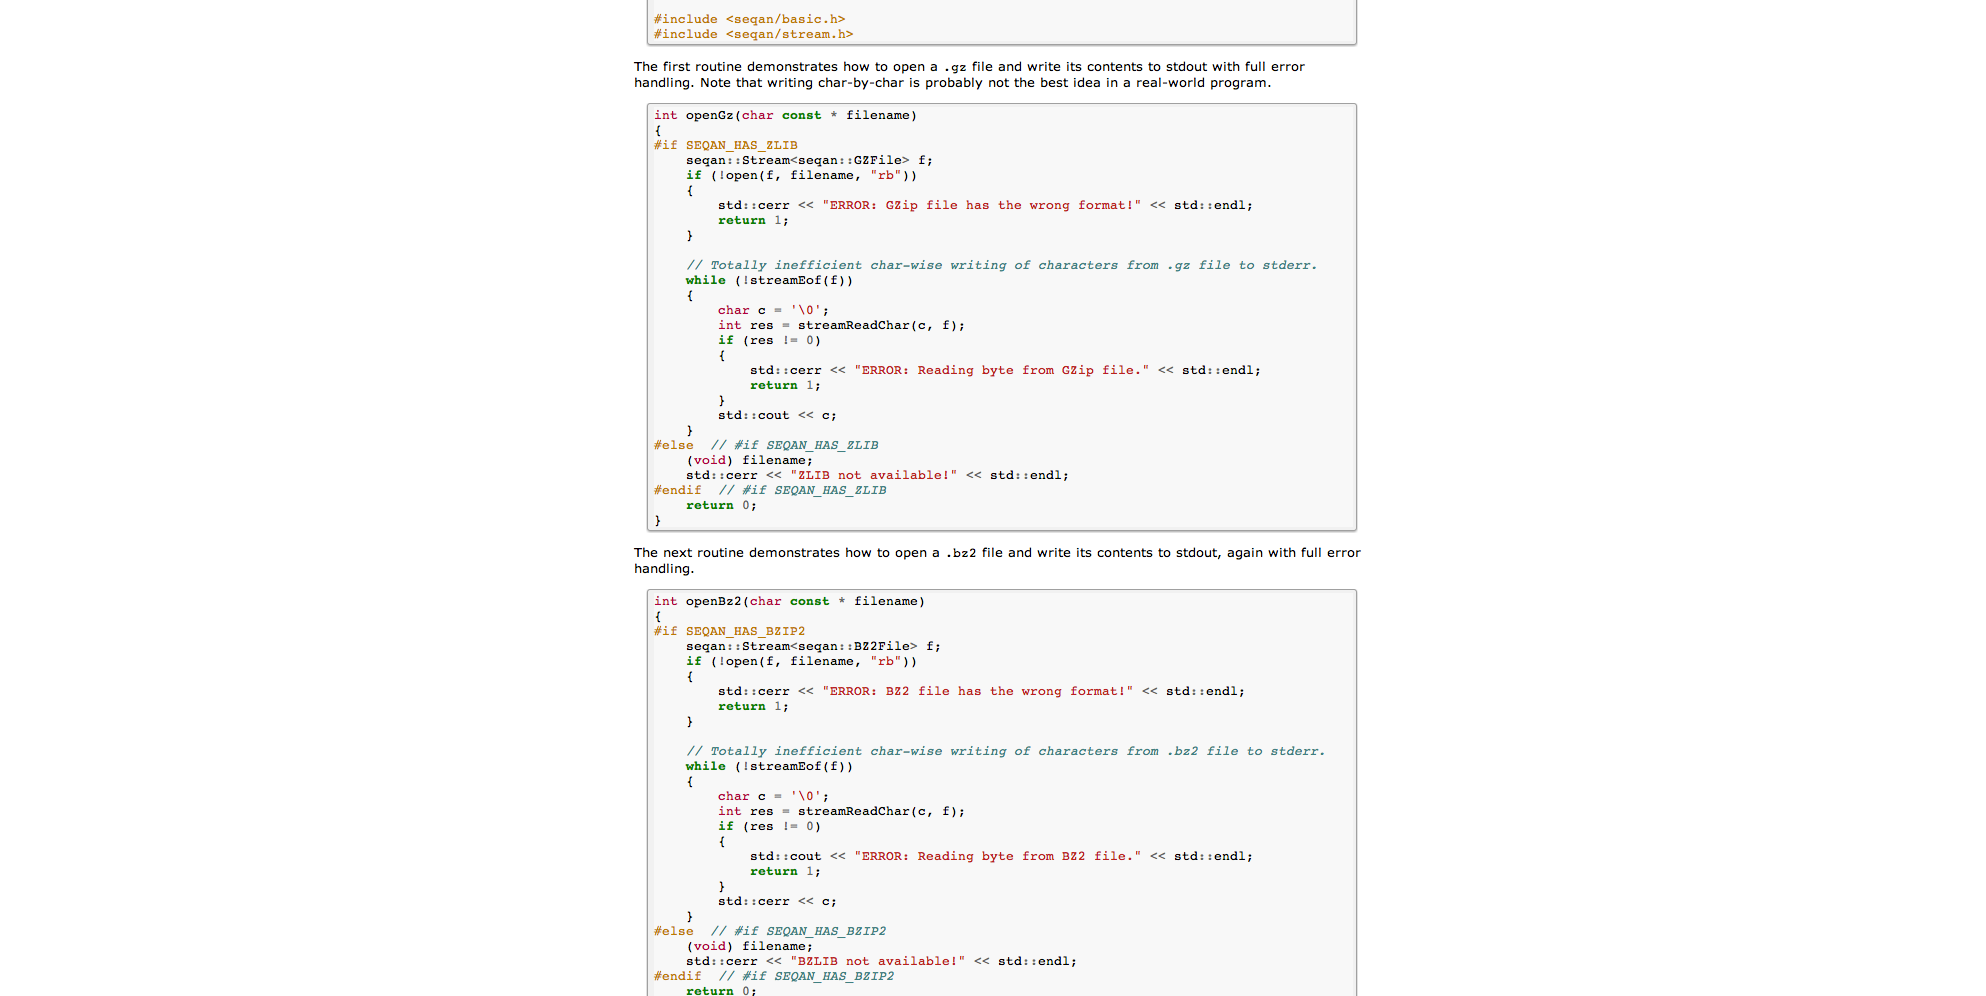 #include <seqan/basic.h>
#include <seqan/stream.h>
The first routine demonstrates how to open a .gz file and write its contents to stdout with full error
handling. Note that writing char-by-char is probably not the best idea in a real-world program.
int openGz(char const * filename)
{
#if SEQAN_HAS_ZLIB
    seqan::Stream<seqan::GZFile> f;
    if (!open(f, filename, "rb"))
    {
        std::cerr << "ERROR: GZip file has the wrong format!" << std::endl;
        return 1;
    }
    // Totally inefficient char-wise writing of characters from .gz file to stderr.
    while (!streamEof(f))
    {
        char c = '\0';
        int res = streamReadChar(c, f);
        if (res != 0)
        {
            std::cerr << "ERROR: Reading byte from GZip file." << std::endl;
            return 1;
        }
        std::cout << c;
    }
#else  // #if SEQAN_HAS_ZLIB
    (void) filename;
    std::cerr << "ZLIB not available!" << std::endl;
#endif  // #if SEQAN_HAS_ZLIB
    return 0;
}
The next routine demonstrates how to open a .bz2 file and write its contents to stdout, again with full error
handling.
int openBz2(char const * filename)
{
#if SEQAN_HAS_BZIP2
    seqan::Stream<seqan::BZ2File> f;
    if (!open(f, filename, "rb"))
    {
        std::cerr << "ERROR: BZ2 file has the wrong format!" << std::endl;
        return 1;
    }
    // Totally inefficient char-wise writing of characters from .bz2 file to stderr.
    while (!streamEof(f))
    {
        char c = '\0';
        int res = streamReadChar(c, f);
        if (res != 0)
        {
            std::cout << "ERROR: Reading byte from BZ2 file." << std::endl;
            return 1;
        }
        std::cerr << c;
    }
#else  // #if SEQAN_HAS_BZIP2
    (void) filename;
    std::cerr << "BZLIB not available!" << std::endl;
#endif  // #if SEQAN_HAS_BZIP2
    return 0;